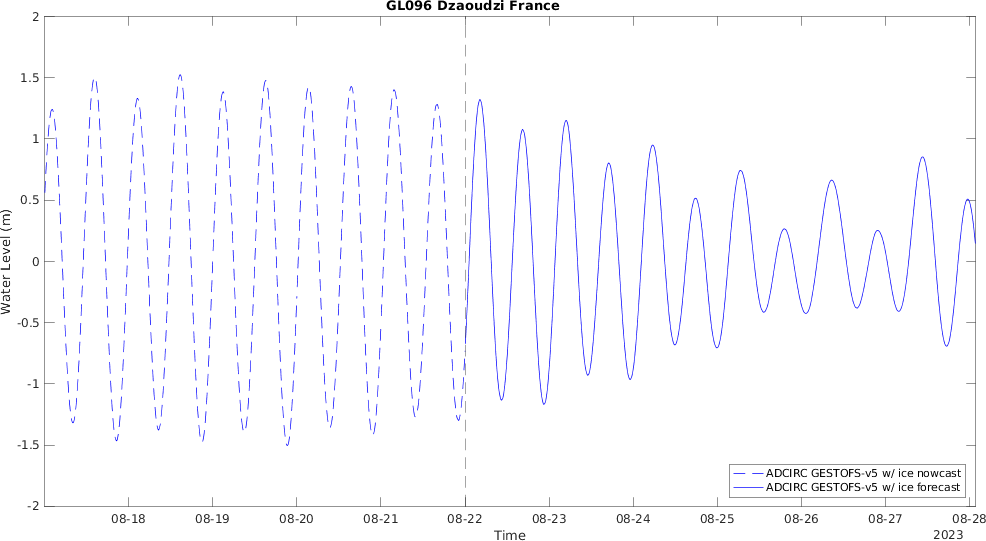 GL096 Dzaoudzi France
2
1.5
1
0.5
0
-0.5
-1
-1.5
-2
Water Level (m)
ADCIRC GESTOFS-v5 w/ ice nowcast
ADCIRC GESTOFS-v5 w/ ice forecast
08-18 08-19 08-20 08-21 08-22 08-23 08-24 08-25 08-26 08-27 08-28
Time
2023